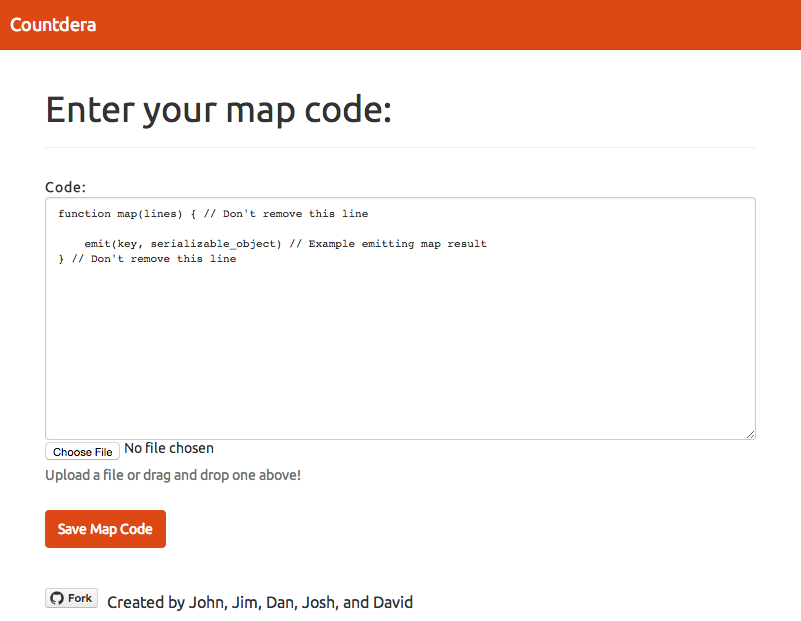 Countdera
Enter your map code:
Code:
function map(lines) { // Don't remove this line
emit(key, serializable_object) // Example emitting map result
} // Don't remove this line
Choose File No file chosen
Upload a file or drag and drop one above!
Save Map Code
Fork Created by John, Jim, Dan, Josh, and David